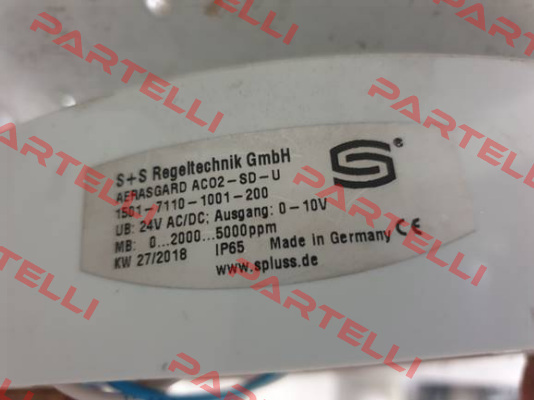 S+S Regeltechnik GmbH
AERASGARD ACO2-SD-U
1501-7110-1001-200
UB: 24V AC/DC; Ausgang: 0-10V
MB: 0...2000...5000ppm
KW 27/2018 IP65 Made in Germany CE
www.spluss.de
S ®
PARTELLI
PARTELLI
PARTELLI
PARTELLI
PARTELLI
PARTELLI
PARTELLI